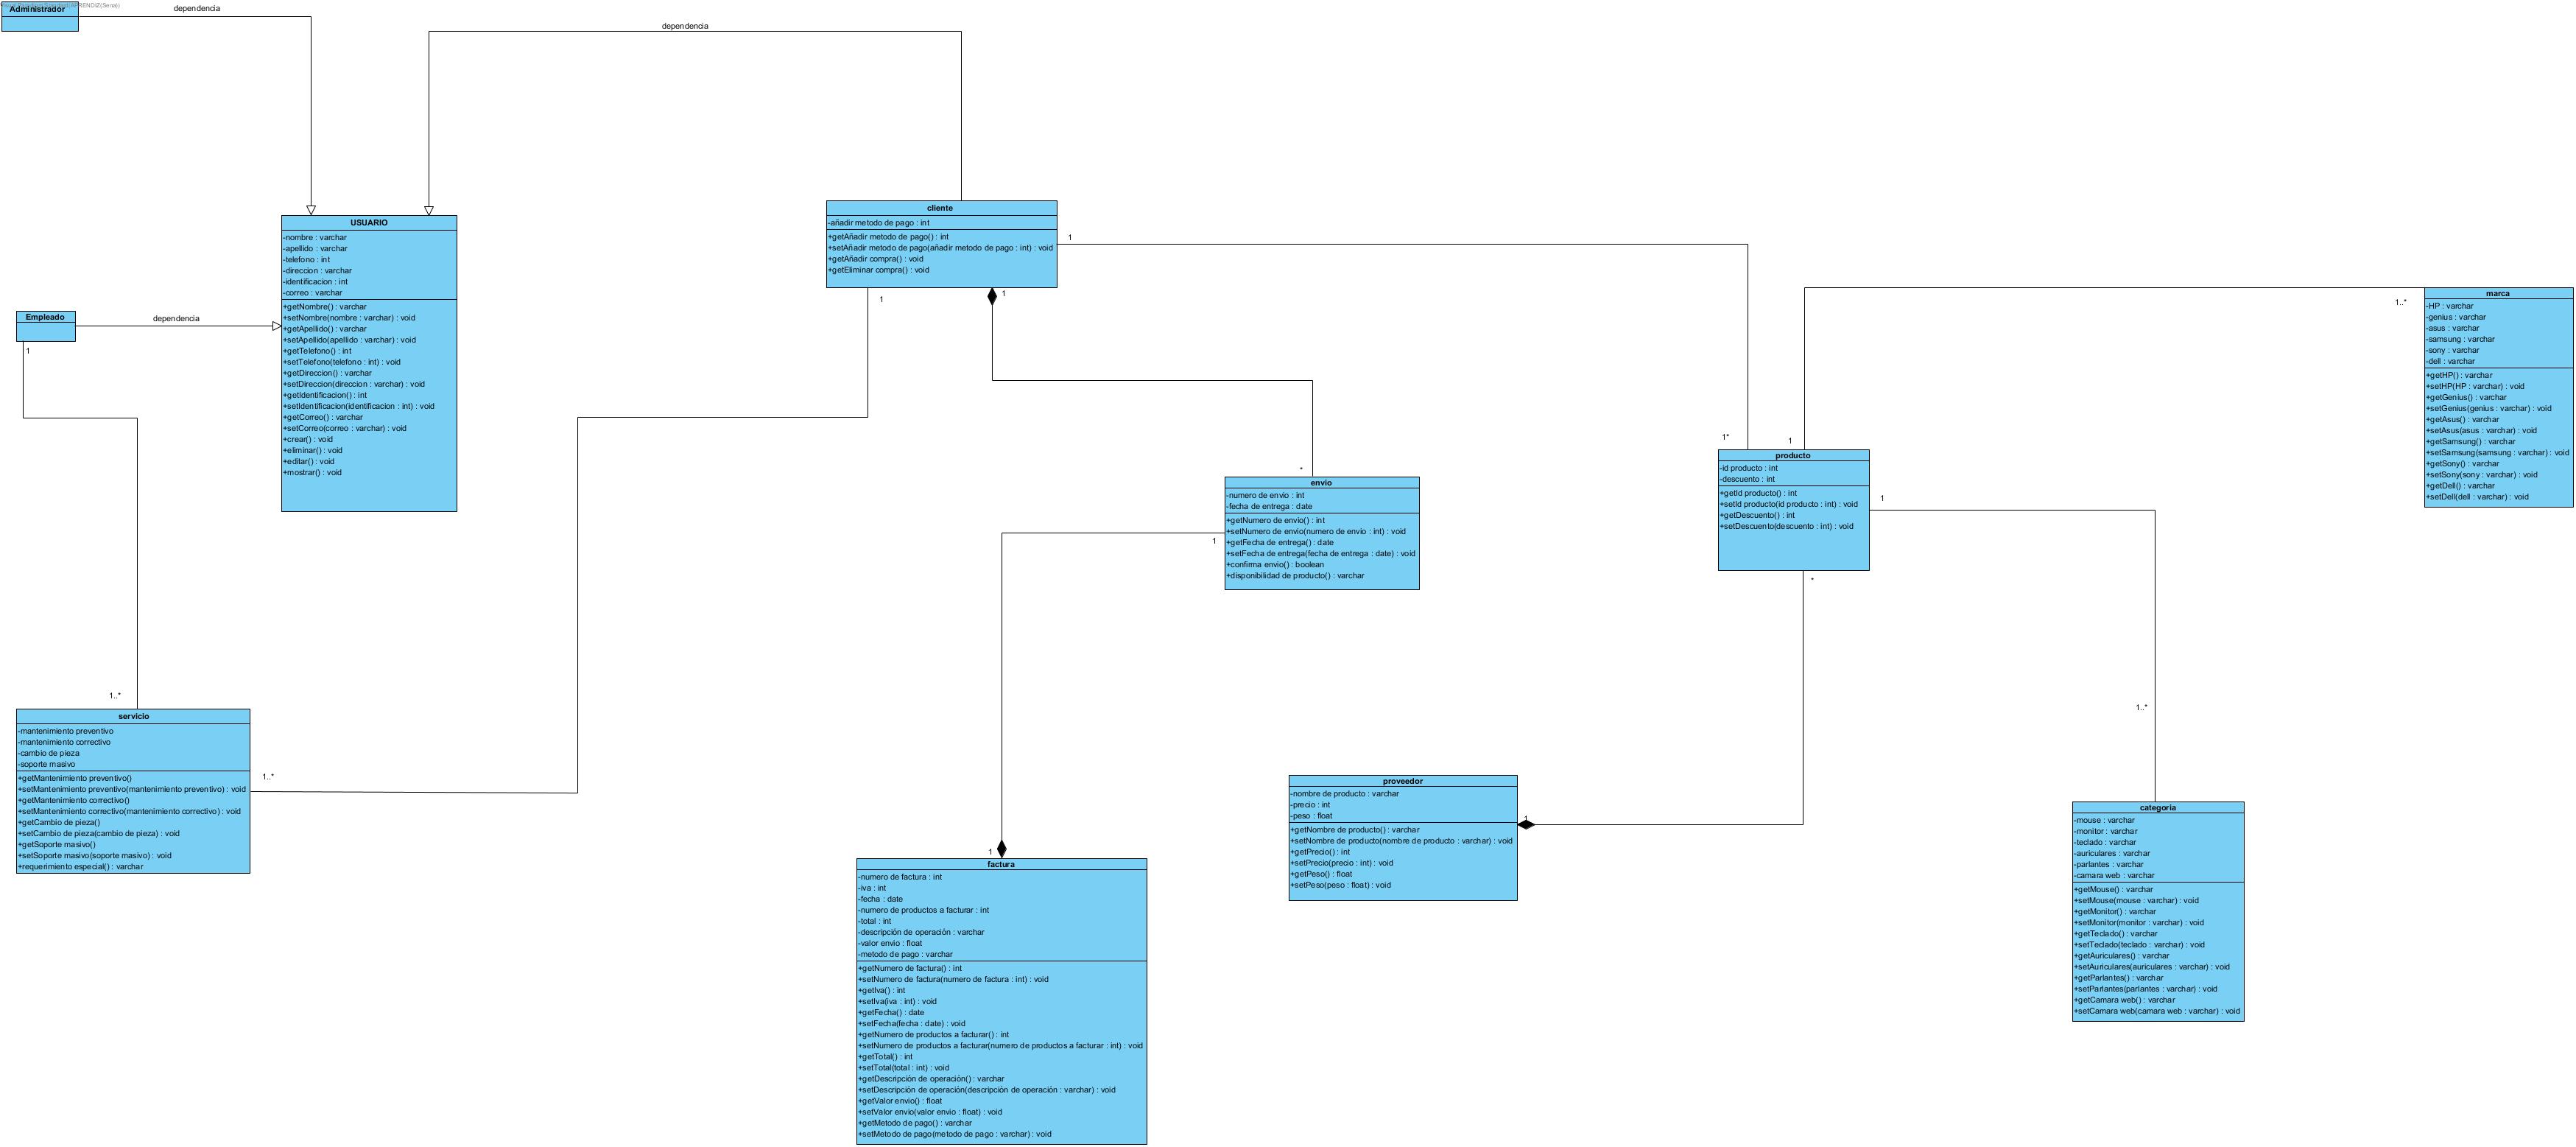 Administrador
dependencia
dependencia
USUARIO
-nombre : varchar
-apellido : varchar
-telefono : int
-direccion : varchar
-identificacion : int
-correo : varchar
+getNombre() : varchar
+setNombre(nombre : varchar) : void
+getApellido() : varchar
+setApellido(apellido : varchar) : void
+getTelefono() : int
+setTelefono(telefono : int) : void
+getDireccion() : varchar
+setDireccion(direccion : varchar) : void
+getIdentificacion() : int
+setIdentificacion(identificacion : int) : void
+getCorreo() : varchar
+setCorreo(correo : varchar) : void
+crear() : void
+eliminar() : void
+editar() : void
+mostrar() : void
Empleado
dependencia
1
1..*
servicio
-mantenimiento preventivo
-mantenimiento correctivo
-cambio de pieza
-soporte masivo
+getMantenimiento preventivo()
+setMantenimiento preventivo(mantenimiento preventivo) : void
+getMantenimiento correctivo()
+setMantenimiento correctivo(mantenimiento correctivo) : void
+getCambio de pieza()
+setCambio de pieza(cambio de pieza) : void
+getSoporte masivo()
+setSoporte masivo(soporte masivo) : void
+requerimiento especial() : varchar
1..*
cliente
-añadir metodo de pago : int
+getAñadir metodo de pago() : int
+setAñadir metodo de pago(añadir metodo de pago : int) : void
+getAñadir compra() : void
+getEliminar compra() : void
1
1
1
*
envio
-numero de envio : int
-fecha de entrega : date
+getNumero de envio() : int
+setNumero de envio(numero de envio : int) : void
+getFecha de entrega() : date
+setFecha de entrega(fecha de entrega : date) : void
+confirma envio() : boolean
+disponibilidad de producto() : varchar
1
1
factura
-numero de factura : int
-iva : int
-fecha : date
-numero de productos a facturar : int
-total : int
-descripción de operación : varchar
-valor envio : float
-metodo de pago : varchar
+getNumero de factura() : int
+setNumero de factura(numero de factura : int) : void
+getIva() : int
+setIva(iva : int) : void
+getFecha() : date
+setFecha(fecha : date) : void
+getNumero de productos a facturar() : int
+setNumero de productos a facturar(numero de productos a facturar : int) : void
+getTotal() : int
+setTotal(total : int) : void
+getDescripción de operación() : varchar
+setDescripción de operación(descripción de operación : varchar) : void
+getValor envio() : float
+setValor envio(valor envio : float) : void
+getMetodo de pago() : varchar
+setMetodo de pago(metodo de pago : varchar) : void
1*
1
producto
-id producto : int
-descuento : int
+getId producto() : int
+setId producto(id producto : int) : void
+getDescuento() : int
+setDescuento(descuento : int) : void
1
*
proveedor
-nombre de producto : varchar
-precio : int
-peso : float
+getNombre de producto() : varchar
+setNombre de producto(nombre de producto : varchar) : void
+getPrecio() : int
+setPrecio(precio : int) : void
+getPeso() : float
+setPeso(peso : float) : void
1
1..*
marca
-HP : varchar
-genius : varchar
-asus : varchar
-samsung : varchar
-sony : varchar
-dell : varchar
+getHP() : varchar
+setHP(HP : varchar) : void
+getGenius() : varchar
+setGenius(genius : varchar) : void
+getAsus() : varchar
+setAsus(asus : varchar) : void
+getSamsung() : varchar
+setSamsung(samsung : varchar) : void
+getSony() : varchar
+setSony(sony : varchar) : void
+getDell() : varchar
+setDell(dell : varchar) : void
1..*
categoria
-mouse : varchar
-monitor : varchar
-teclado : varchar
-auriculares : varchar
-parlantes : varchar
-camara web : varchar
+getMouse() : varchar
+setMouse(mouse : varchar) : void
+getMonitor() : varchar
+setMonitor(monitor : varchar) : void
+getTeclado() : varchar
+setTeclado(teclado : varchar) : void
+getAuriculares() : varchar
+setAuriculares(auriculares : varchar) : void
+getParlantes() : varchar
+setParlantes(parlantes : varchar) : void
+getCamara web() : varchar
+setCamara web(camara web : varchar) : void